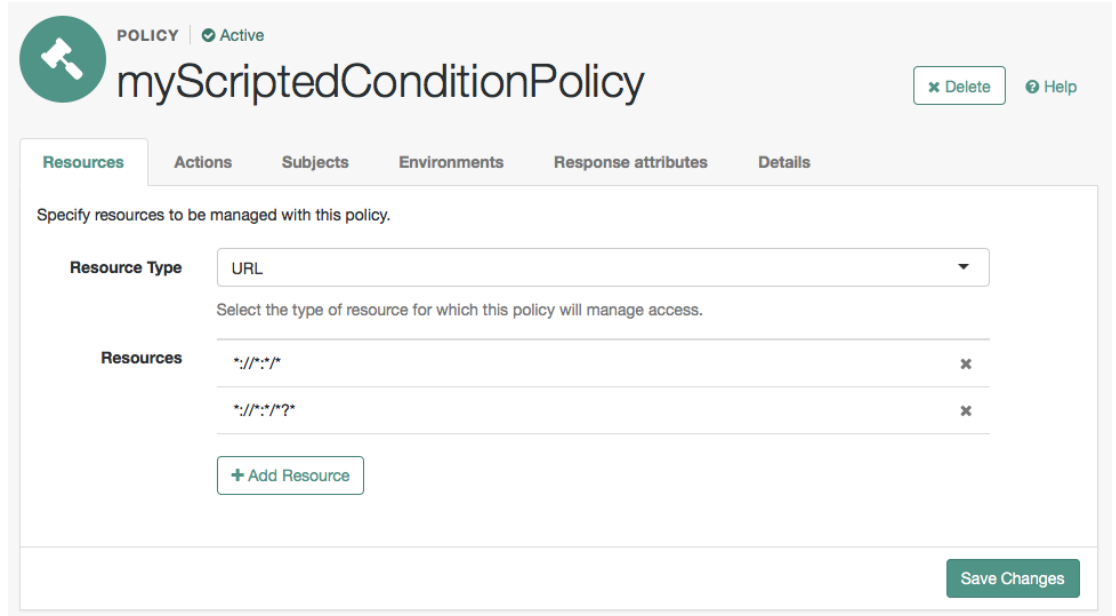 POLICY Active
myScriptedConditionPolicy
Delete Help
Resources Actions Subjects Environments Response attributes Details
Specify resources to be managed with this policy.
Resource Type URL
Select the type of resource for which this policy will manage access.
Resources *://*:*/*
*://*:*/*?*
+ Add Resource
Save Changes